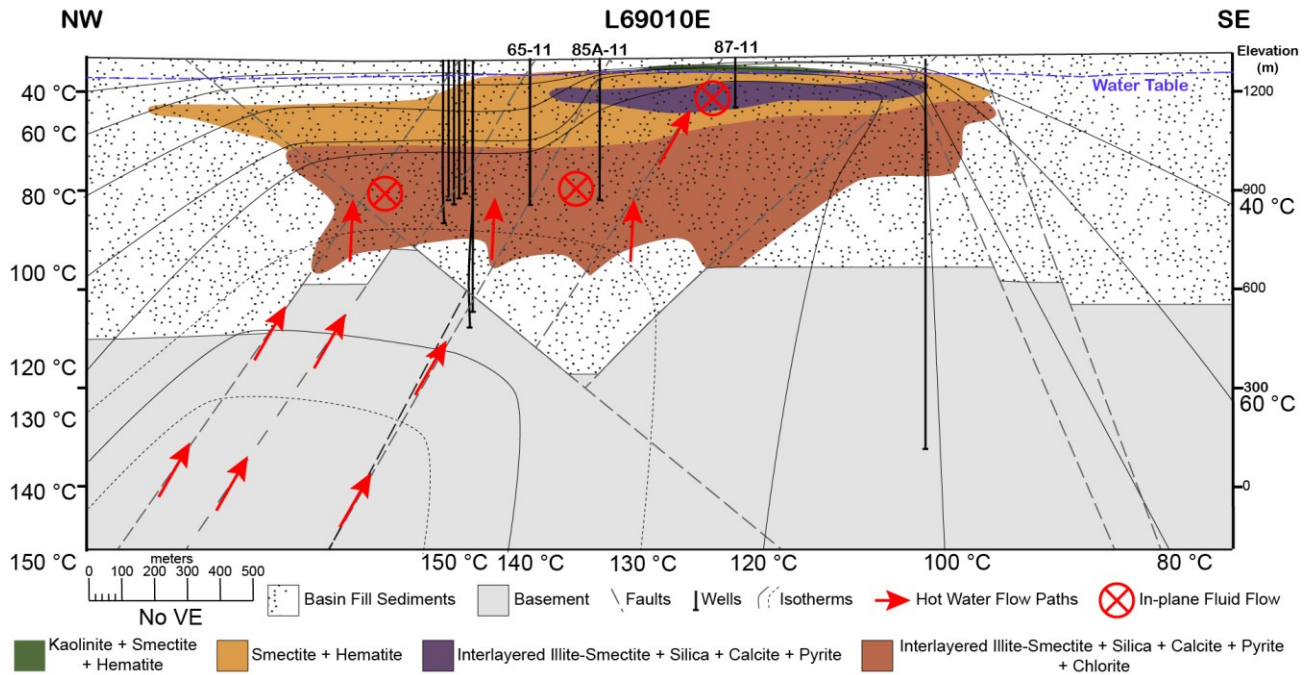 NW
L69010E
SE
65-11
85A-11
87-11
Elevation
(m)
Water Table
40 °C
1200
60 °C
80 °C
900
40 °C
100 °C
600
120 °C
300
60 °C
130 °C
140 °C
0
150 °C
150 °C
140 °C
130 °C
120 °C
100 °C
80 °C
meters
0 100 200 300 400 500
No VE
Basin Fill Sediments
Basement
Faults
Wells
Isotherms
Hot Water Flow Paths
In-plane Fluid Flow
Kaolinite + Smectite
+ Hematite
Smectite + Hematite
Interlayered Illite-Smectite + Silica + Calcite + Pyrite
Interlayered Illite-Smectite + Silica + Calcite + Pyrite
+ Chlorite